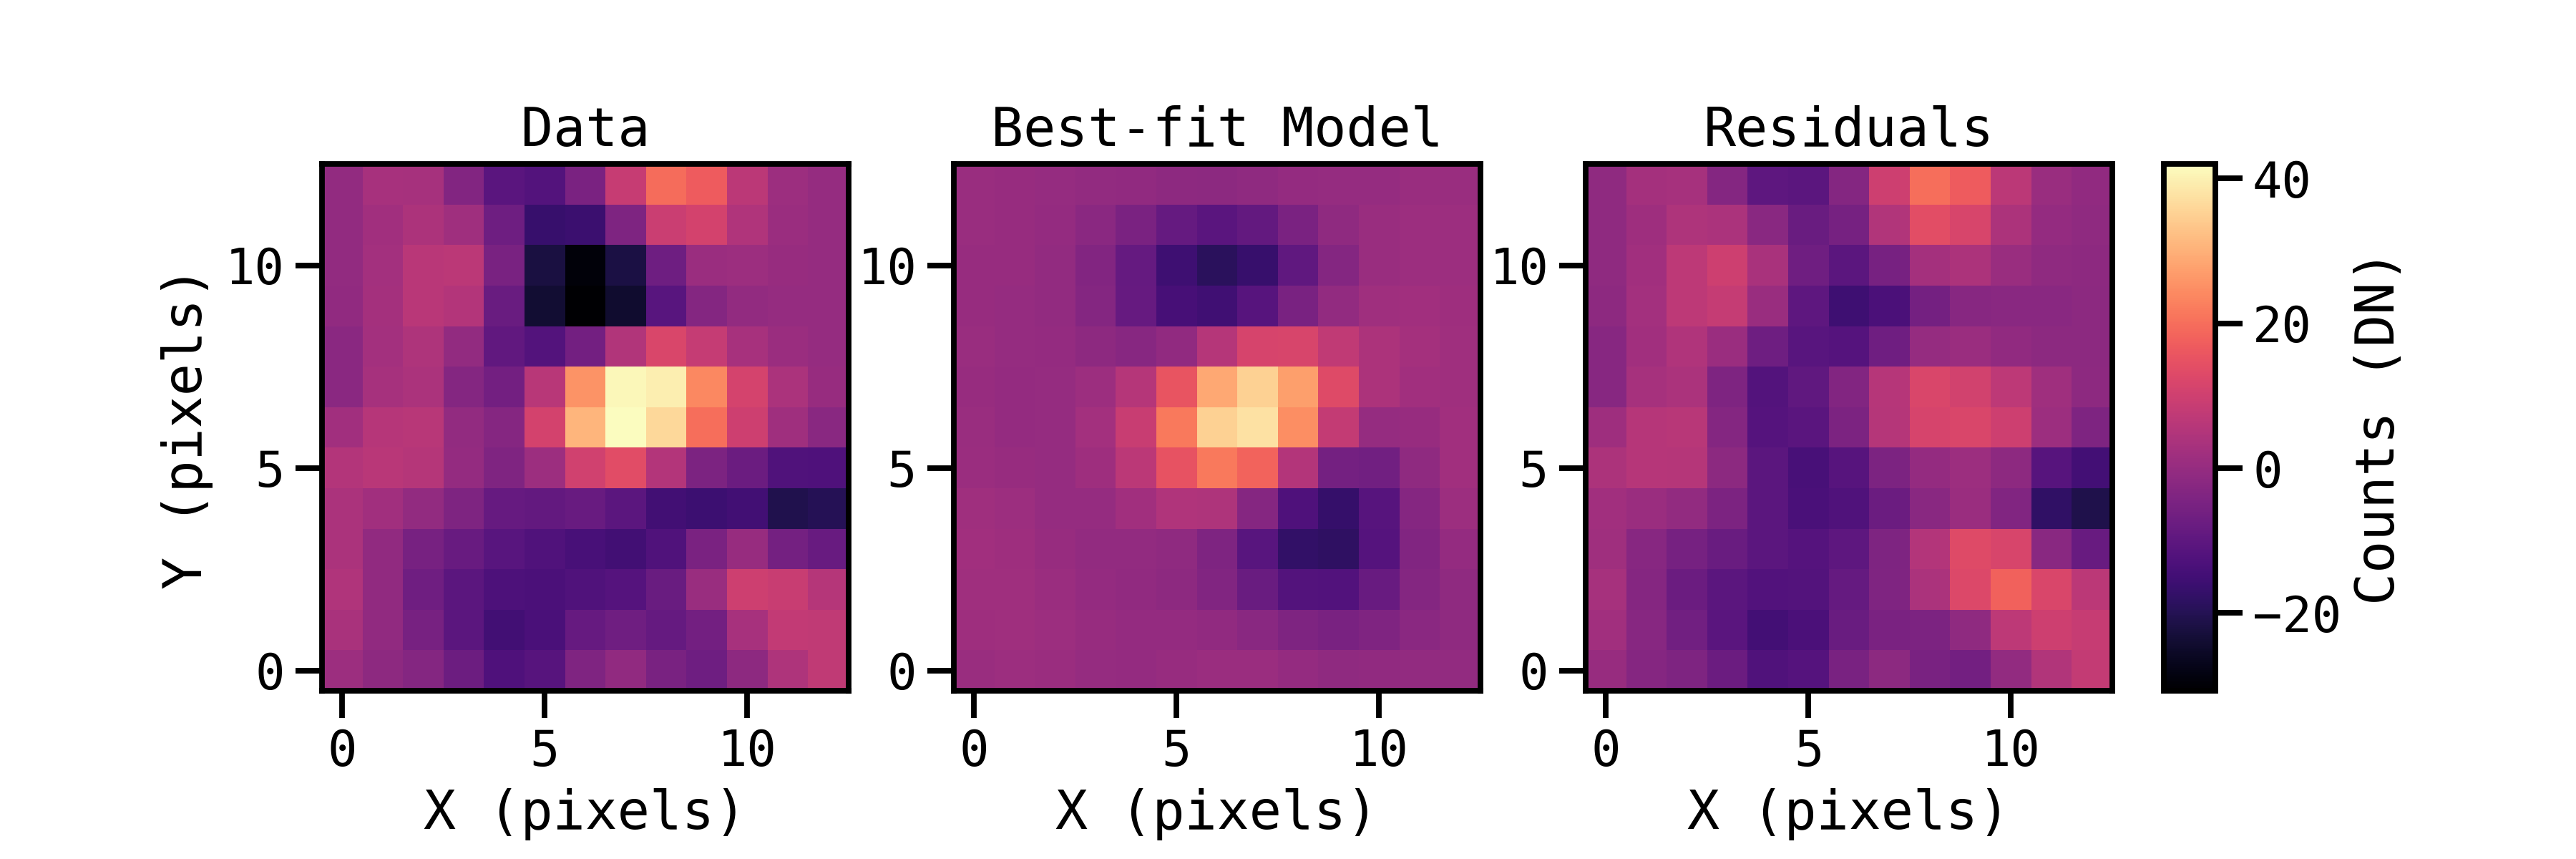 Data
Best-fit Model
Residuals
Y (pixels)
10
5
0
0
5
10
X (pixels)
10
5
0
0
5
10
X (pixels)
10
5
0
0
5
10
X (pixels)
40
20
0
−20
Counts (DN)